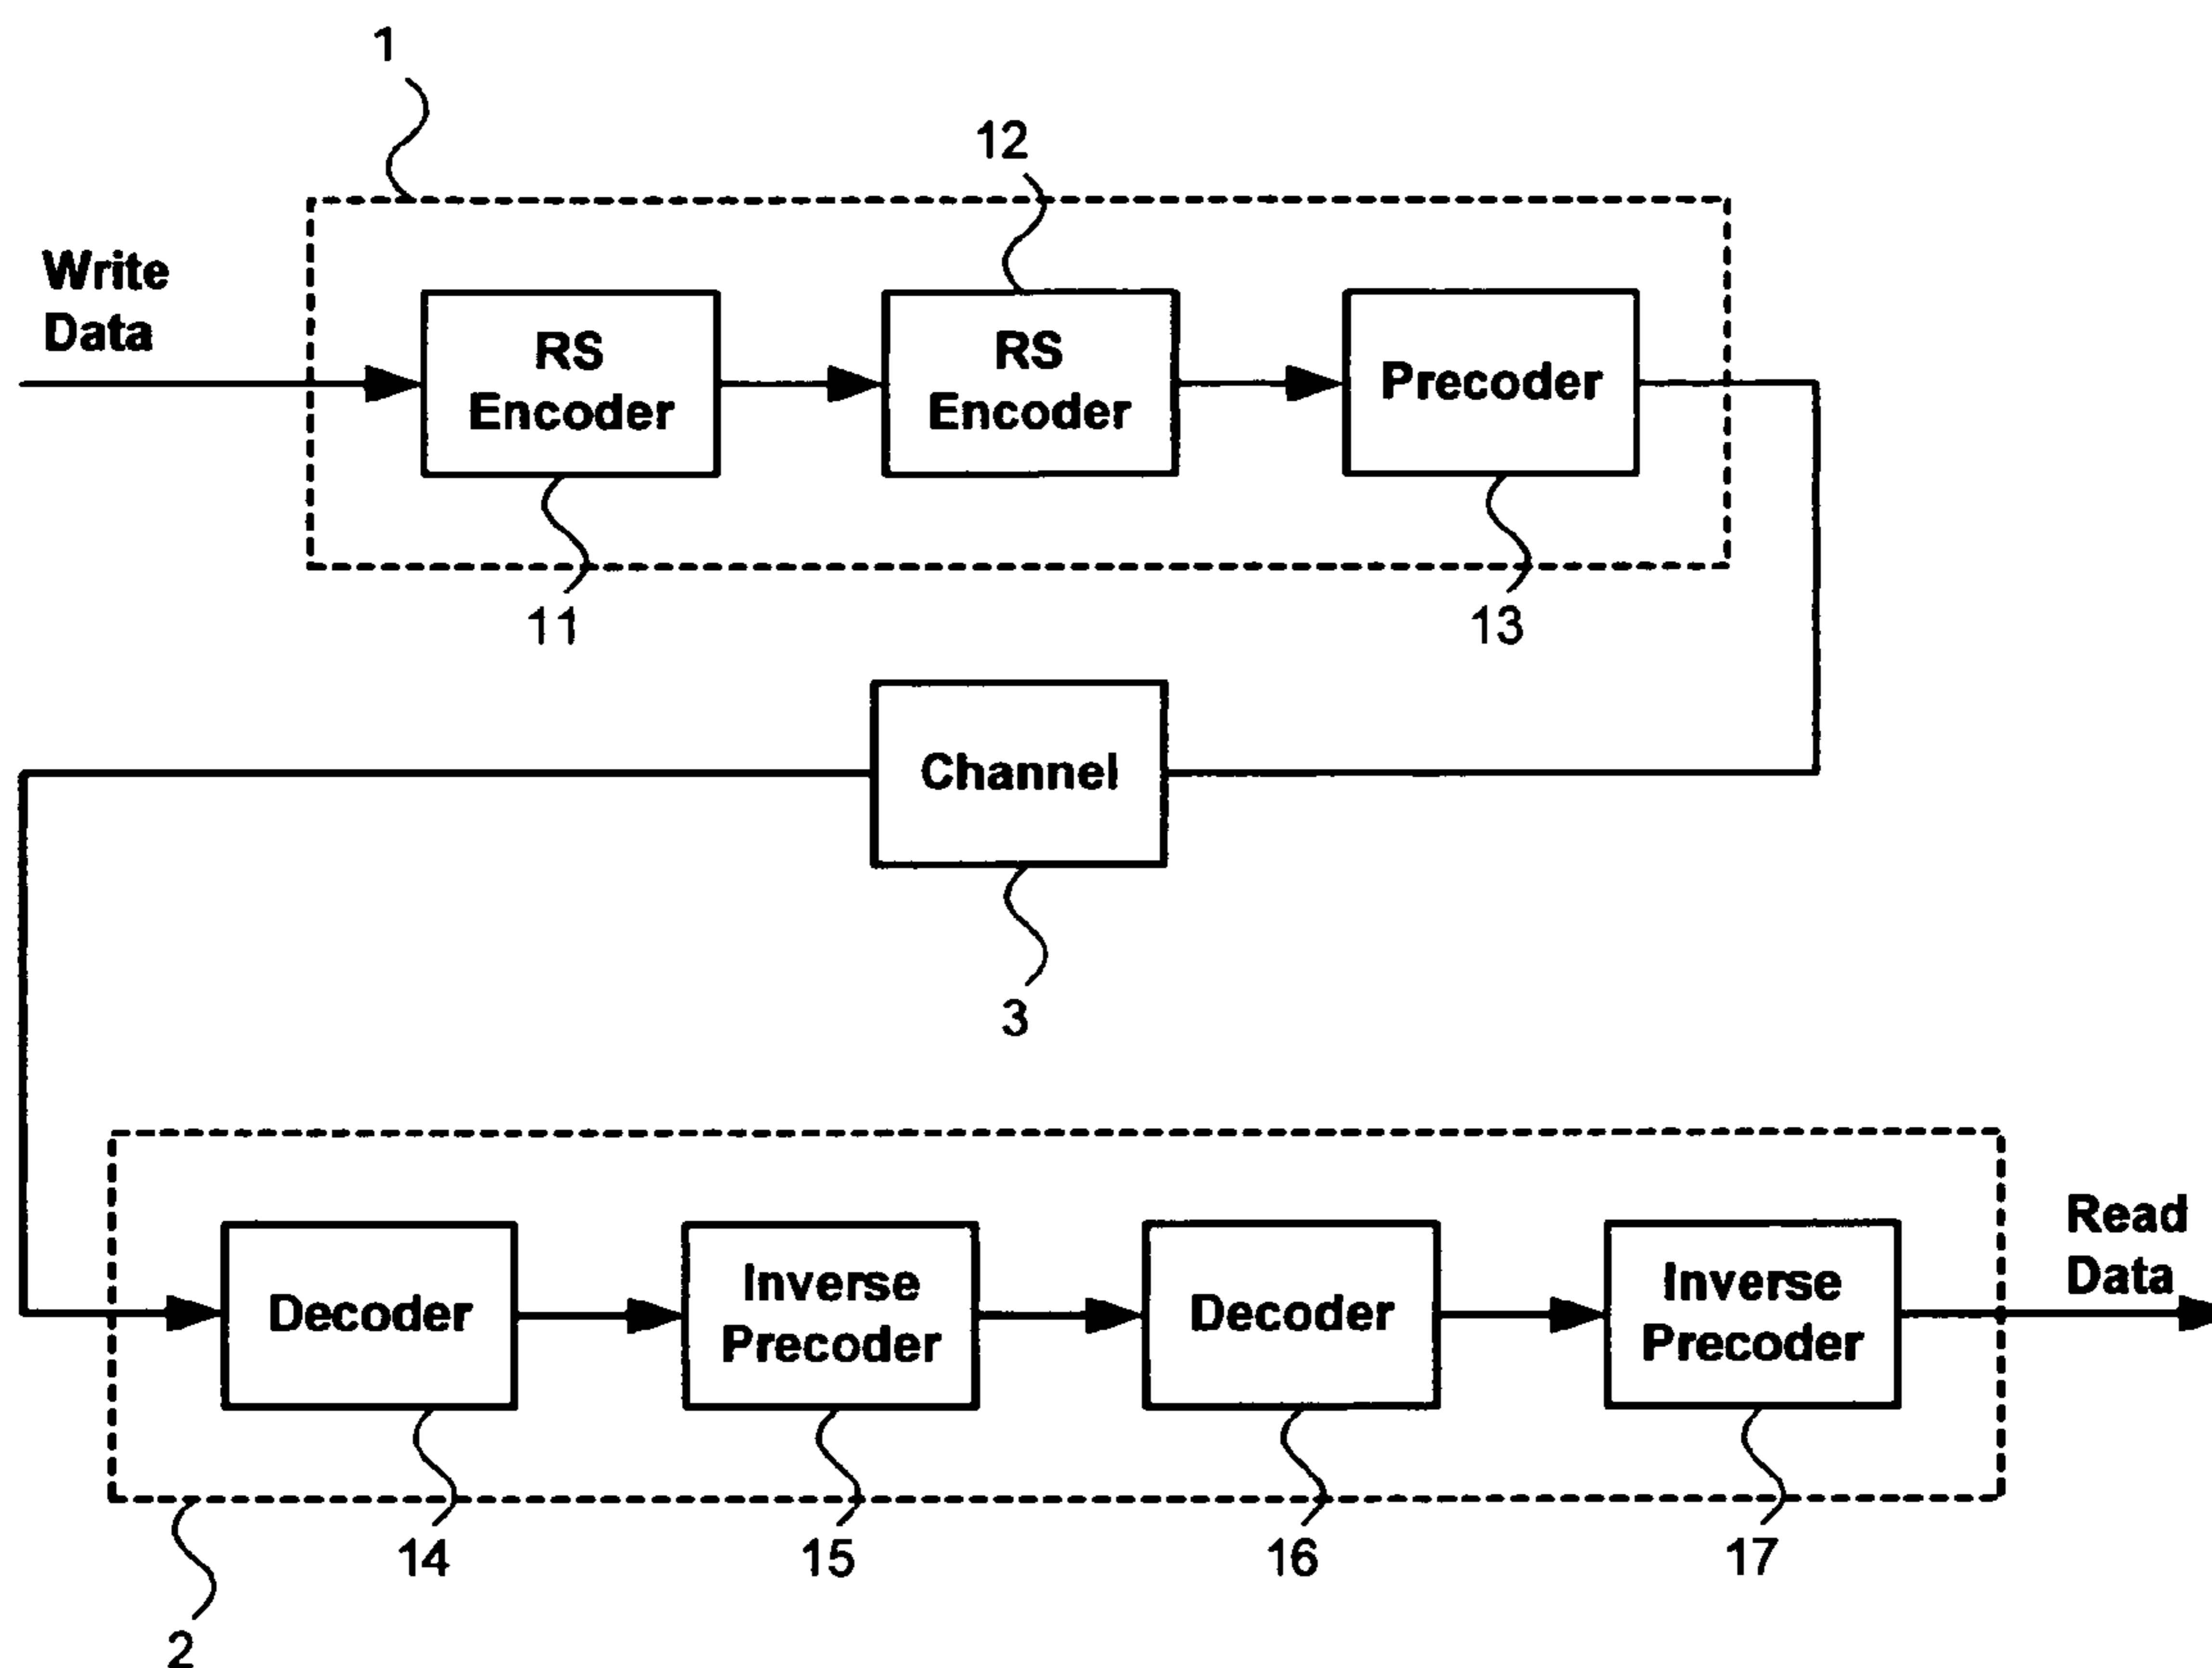 1
12
Write
Data
RS
Encoder
RS
Encoder
Precoder
11
13
Channel
3
Read
Data
Decoder
Inverse
Precoder
Decoder
Inverse
Precoder
14
15
16
17
2